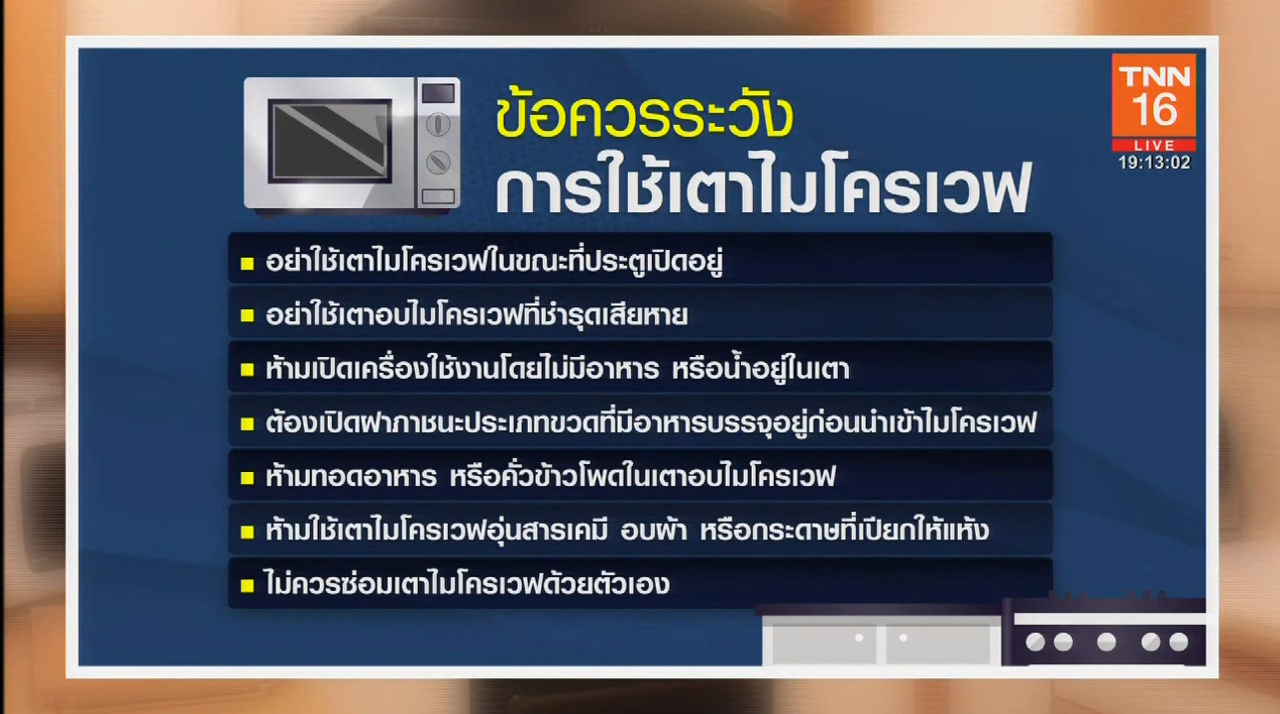 ข้อควรระวัง
การใช้เตาไมโครเวฟ
TNN
16
LIVE
19:13:02
อย่าใช้เตาไมโครเวฟในขณะที่ประตูเปิดอยู่
อย่าใช้เตาอบไมโครเวฟที่ชำรุดเสียหาย
ห้ามเปิดเครื่องใช้งานโดยไม่มีอาหาร หรือน้ำอยู่ในเตา
ต้องเปิดฝาภาชนะประเภทขวดที่มีอาหารบรรจุอยู่ก่อนนำเข้าไมโครเวฟ
ห้ามทอดอาหาร หรือคั่วข้าวโพดในเตาอบไมโครเวฟ
ห้ามใช้เตาไมโครเวฟอุ่นสารเคมี อบผ้า หรือกระดาษที่เปียกให้แห้ง
ไม่ควรซ่อมเตาไมโครเวฟด้วยตัวเอง